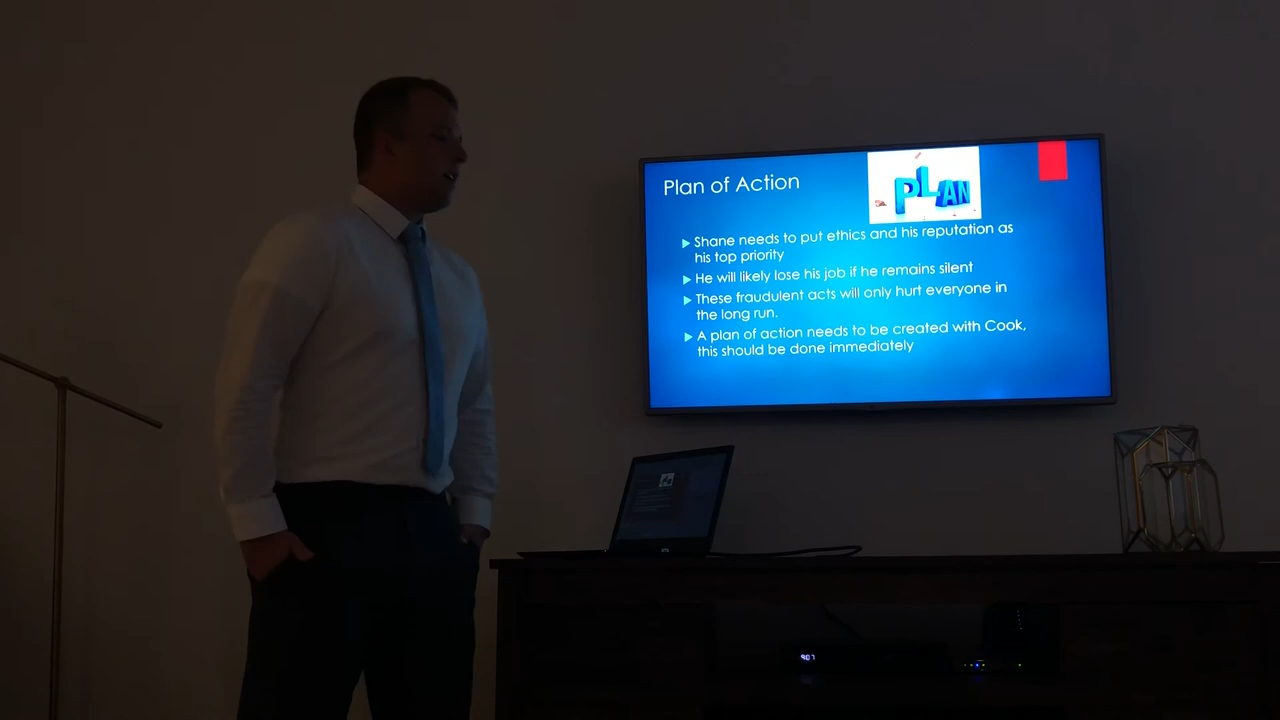 Plan of Action
PLAN
Shane needs to put ethics and his reputation as
his top priority
He will likely lose his job if he remains silent
These fraudulent acts will only hurt everyone in
the long run.
A plan of action needs to be created with Cook,
this should be done immediately
907